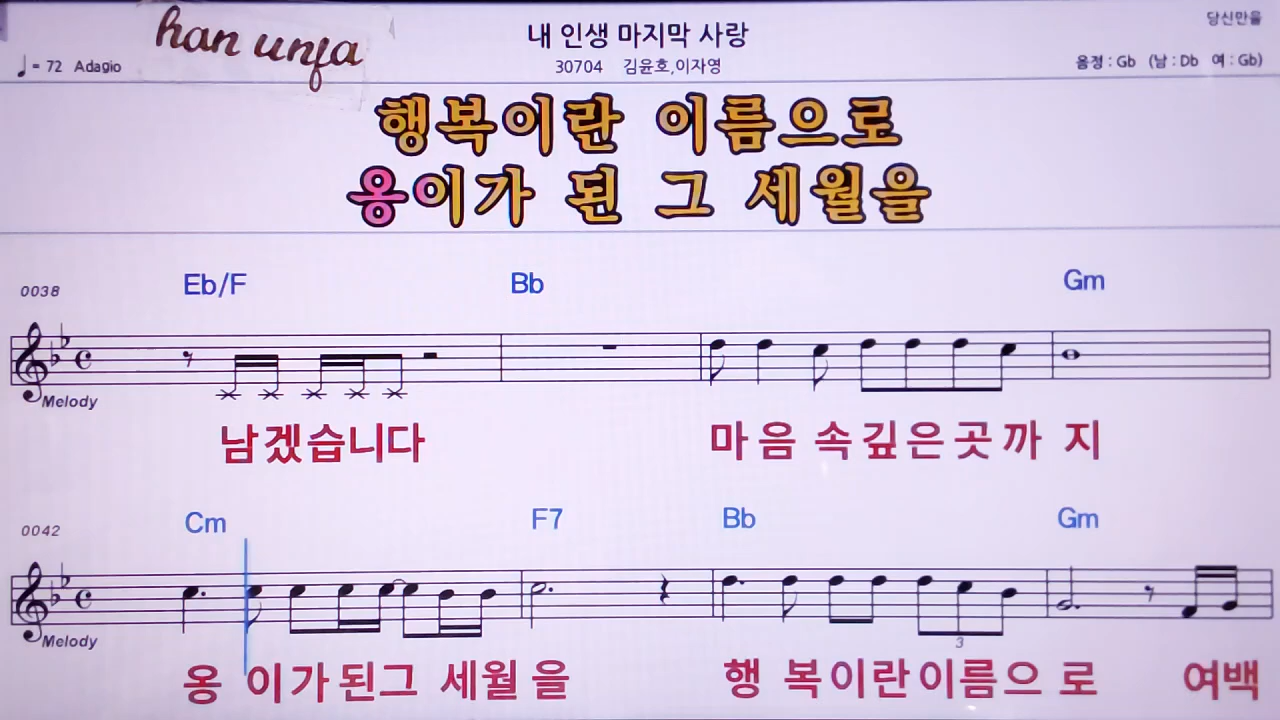 han unfa
내 인생 마지막 사랑
당신만을
♩= 72 Adagio
30704 김윤호,이자영
음정 : Gb (남 : Db 여 : Gb)
행복이란 이름으로
옹이가 된 그 세월을
0038
Eb/F Bb Gm
Melody
남겠습니다 마음 속깊은곳까 지
0042
Cm F7 Bb Gm
Melody
3
옹 이가된그 세월을 행 복이란이름으 로 여백